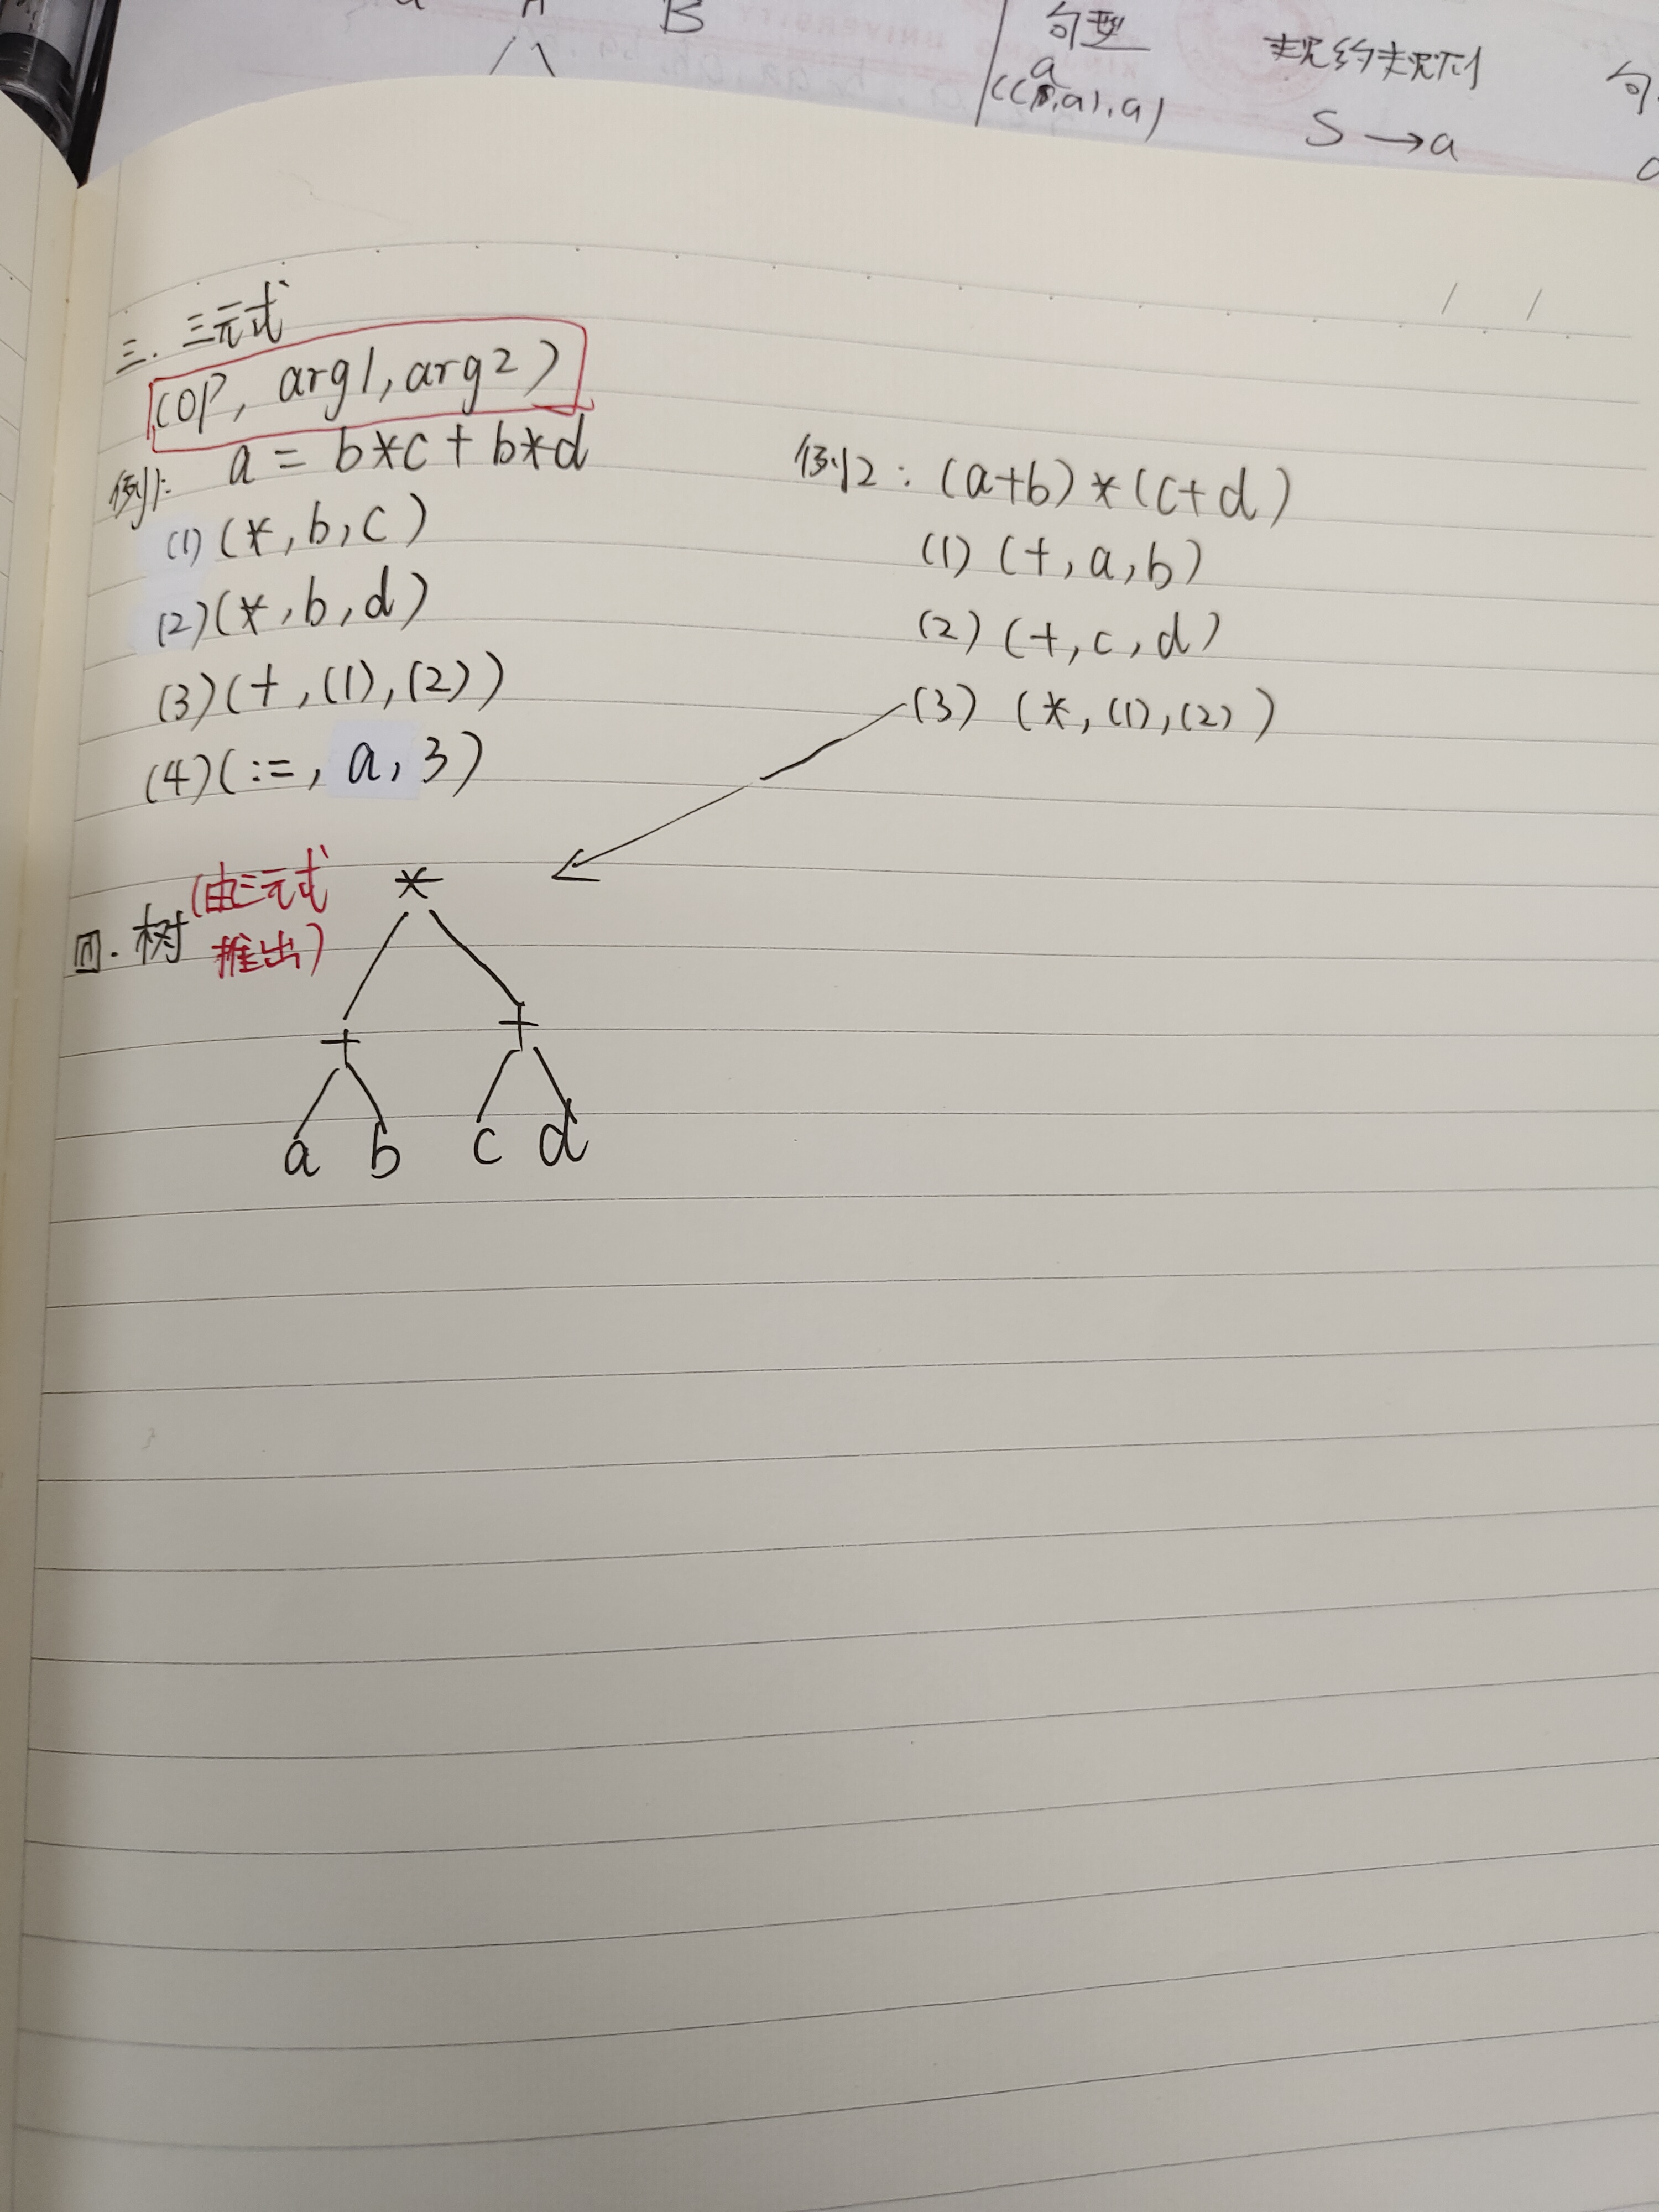 B
句型
规约规则
句
a
((S,a),a)
S → a
三. 三元式
(OP, arg1, arg2)
例1: a = b*c + b*d
(1) (*, b, c)
(2) (*, b, d)
(3) (+, (1), (2))
(4) (:=, a, 3)
例2: (a+b)*(c+d)
(1) (+, a, b)
(2) (+, c, d)
(3) (*, (1), (2))
四. 树 (由三元式
推出)
*
+ +
a b c d